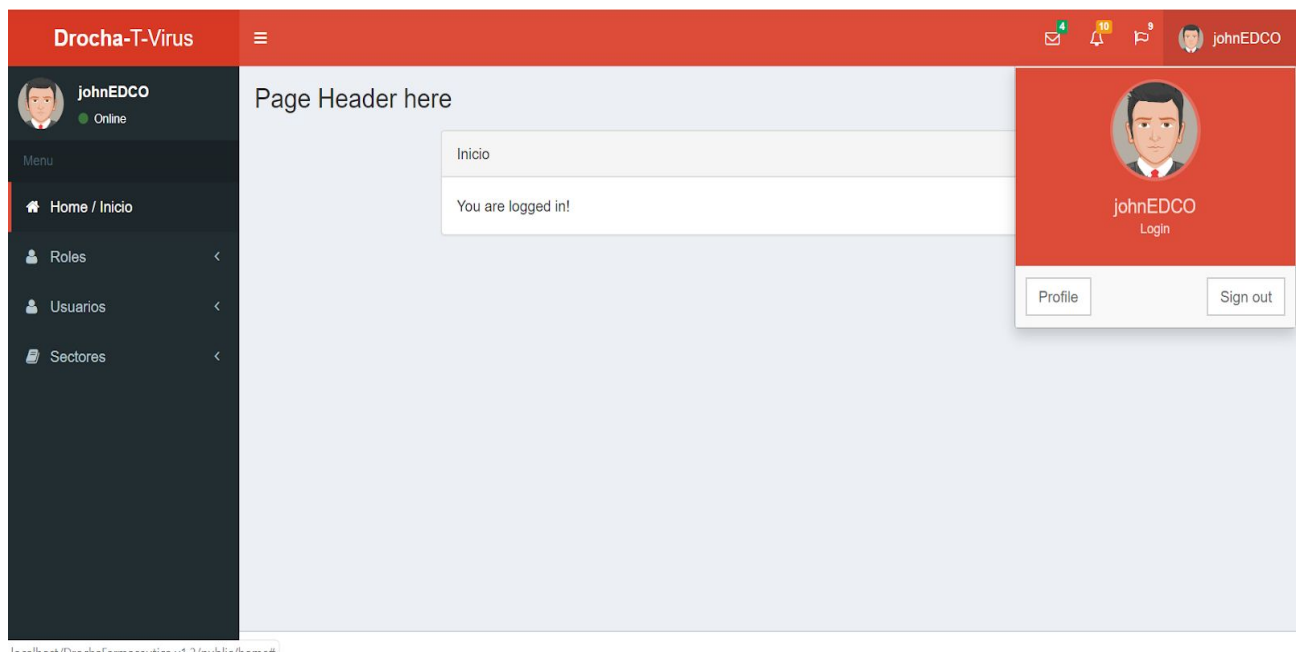 Drocha-T-Virus
4
10
9
johnEDCO
johnEDCO
Online
Menu
Home / Inicio
Roles
Usuarios
Sectores
Page Header here
Inicio
You are logged in!
johnEDCO
Login
Profile
Sign out